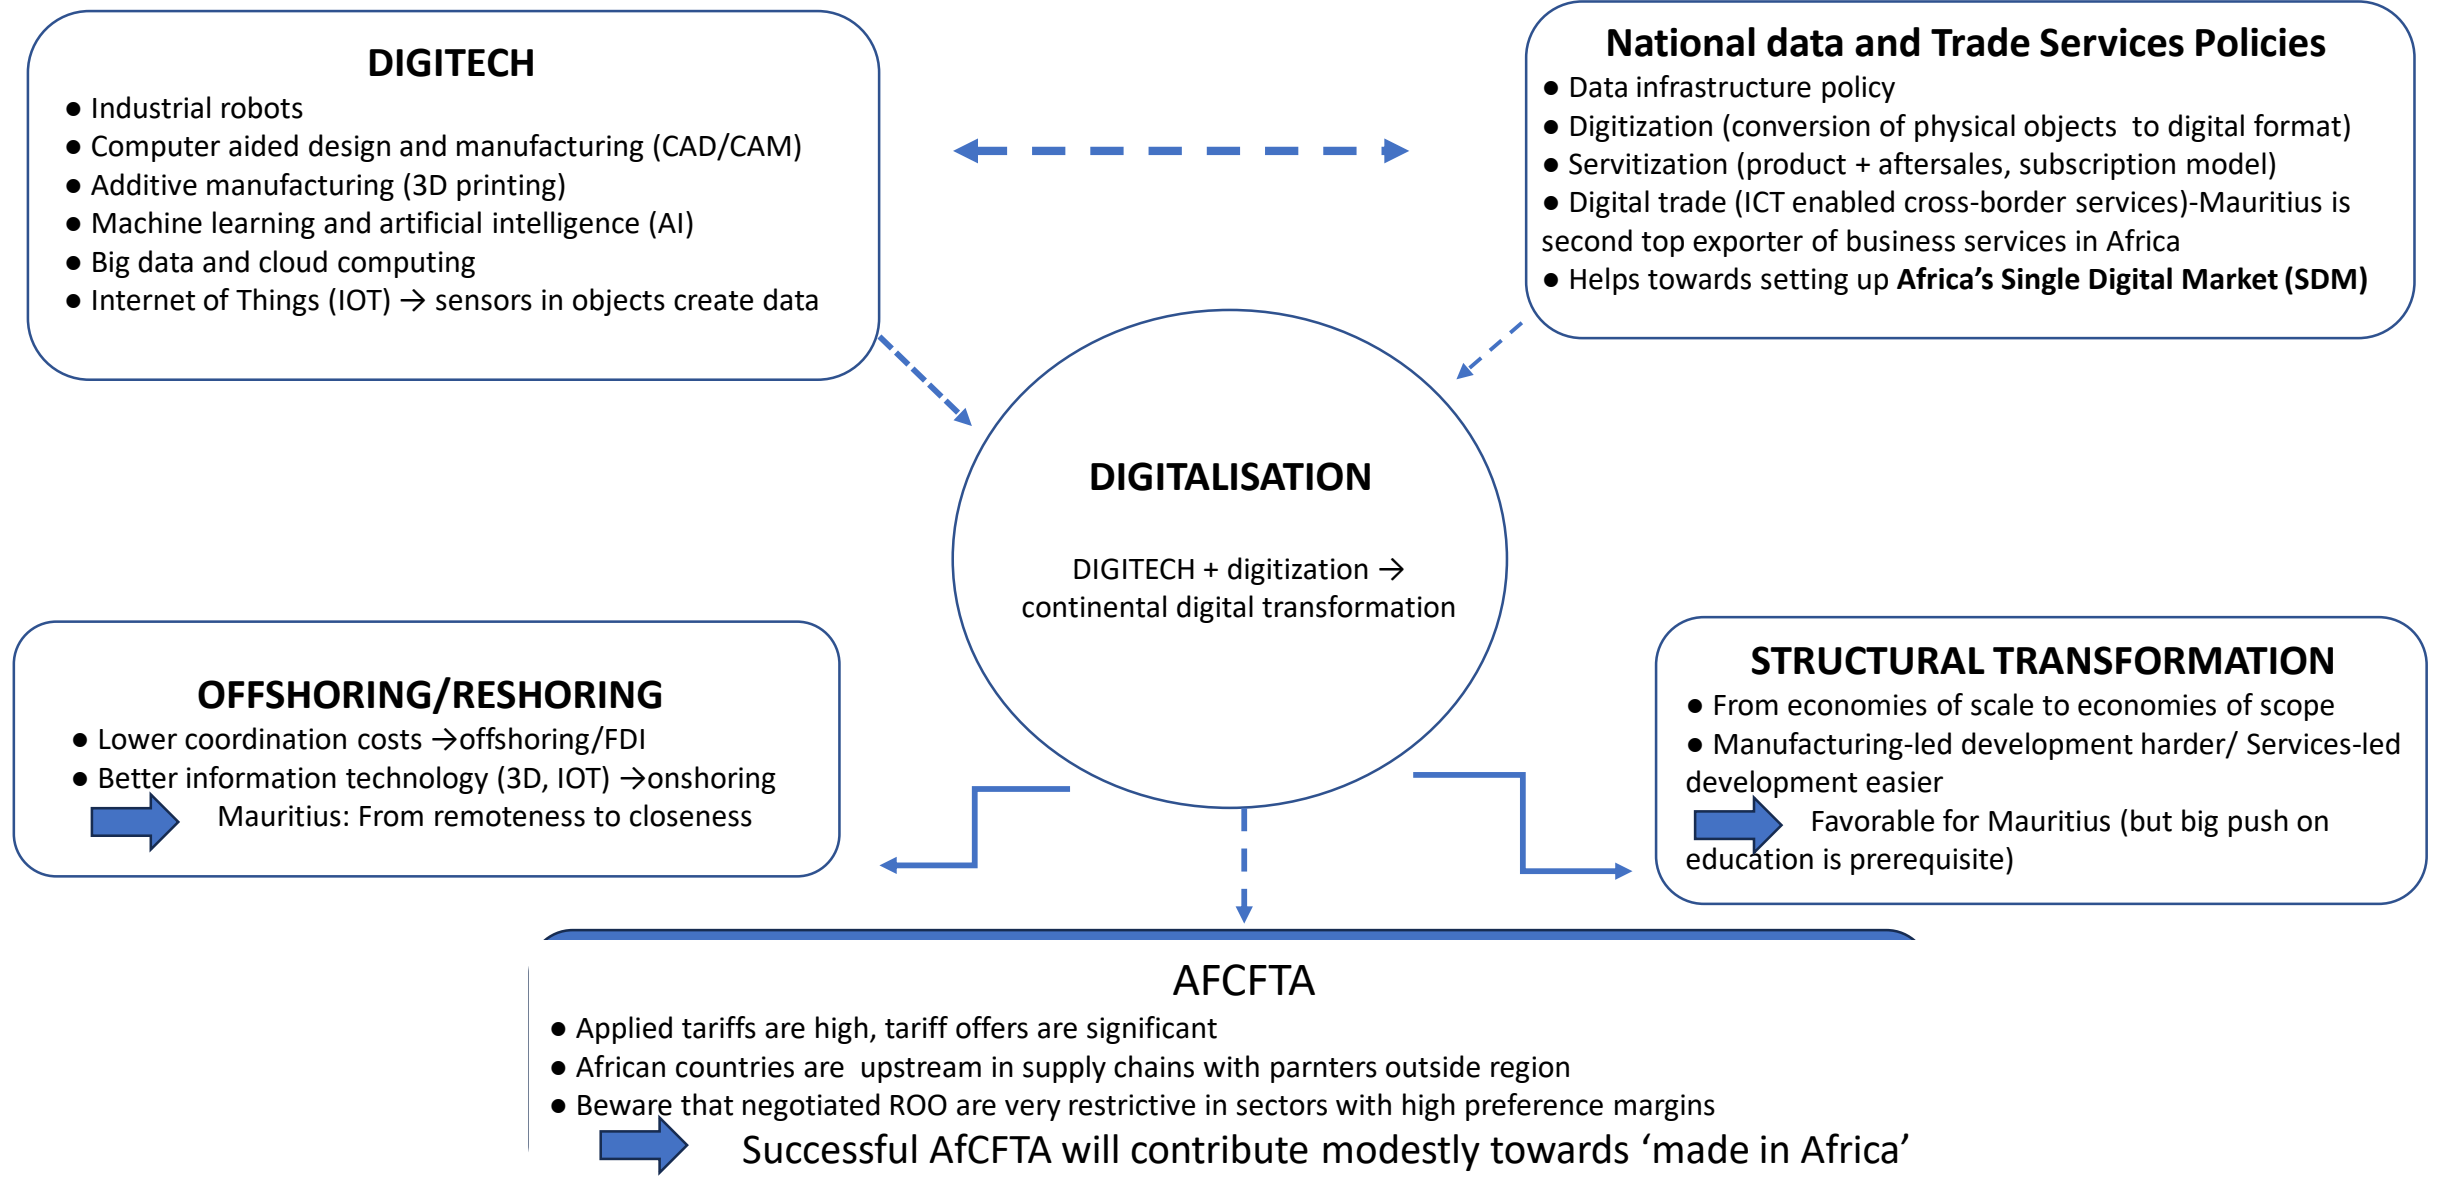 DIGITECH
● Industrial robots
● Computer aided design and manufacturing (CAD/CAM)
● Additive manufacturing (3D printing)
● Machine learning and artificial intelligence (AI)
● Big data and cloud computing
● Internet of Things (IOT) → sensors in objects create data
National data and Trade Services Policies
● Data infrastructure policy
● Digitization (conversion of physical objects to digital format)
● Servitization (product + aftersales, subscription model)
● Digital trade (ICT enabled cross-border services)-Mauritius is
second top exporter of business services in Africa
● Helps towards setting up Africa’s Single Digital Market (SDM)
DIGITALISATION
DIGITECH + digitization →
continental digital transformation
OFFSHORING/RESHORING
● Lower coordination costs →offshoring/FDI
● Better information technology (3D, IOT) →onshoring
Mauritius: From remoteness to closeness
STRUCTURAL TRANSFORMATION
● From economies of scale to economies of scope
● Manufacturing-led development harder/ Services-led
development easier
Favorable for Mauritius (but big push on
education is prerequisite)
AFCFTA
● Applied tariffs are high, tariff offers are significant
● African countries are upstream in supply chains with parnters outside region
● Beware that negotiated ROO are very restrictive in sectors with high preference margins
Successful AfCFTA will contribute modestly towards ‘made in Africa’